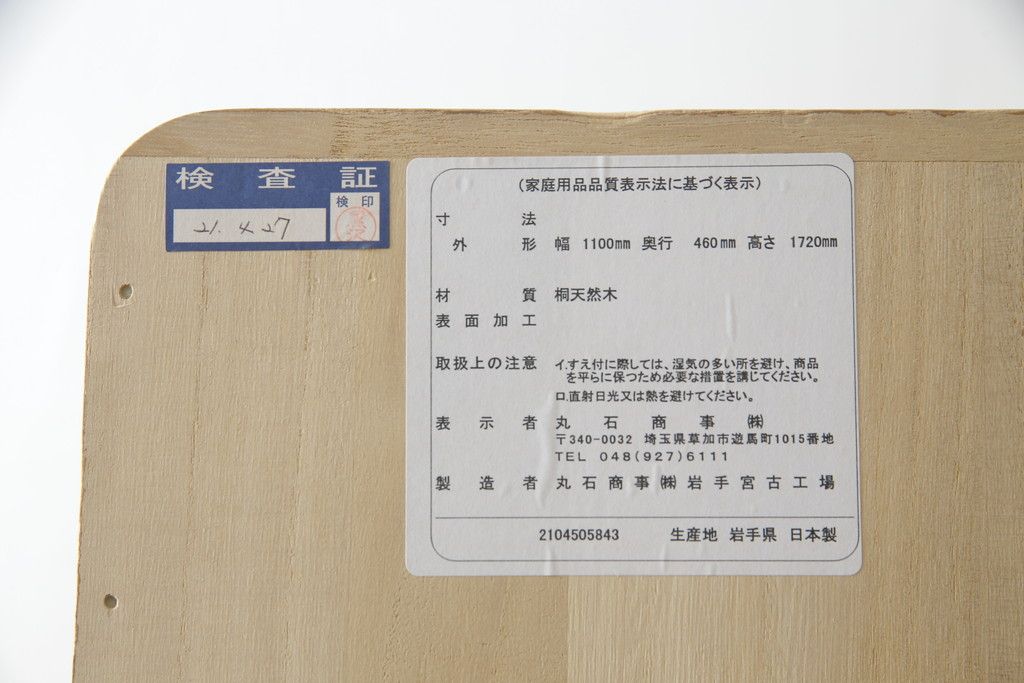 検査証
検印
21. 4. 27
(家庭用品品質表示法に基づく表示)
寸法
外形 幅 1100mm 奥行 460mm 高さ 1720mm
材質 桐天然木
表面加工
取扱上の注意 イ.すえ付に際しては、湿気の多い所を避け、商品
を平らに保つため必要な措置を講じてください。
ロ.直射日光又は熱を避けてください。
表示者 丸石商事㈱
〒340-0032 埼玉県草加市遊馬町1015番地
TEL 048(927)6111
製造者 丸石商事㈱岩手宮古工場
2104505843 生産地 岩手県 日本製